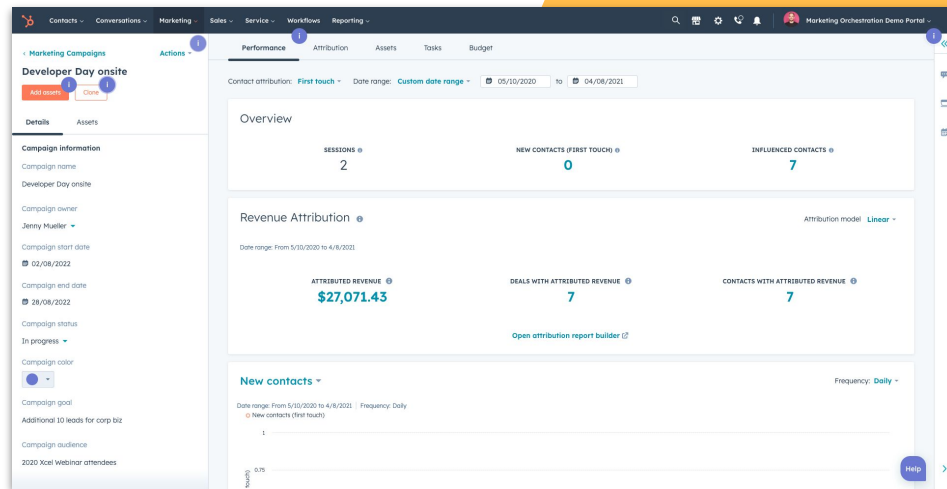 Contacts Conversations Marketing Sales Service Workflows Reporting Marketing Orchestration Demo Portal
Marketing Campaigns Actions
Developer Day onsite
Add assets Clone
Details Assets
Campaign information
Campaign name
Developer Day onsite
Campaign owner
Jenny Mueller
Campaign start date
02/08/2022
Campaign end date
28/08/2022
Campaign status
In progress
Campaign color
Campaign goal
Additional 10 leads for corp biz
Campaign audience
2020 Xcel Webinar attendees
Performance Attribution Assets Tasks Budget
Contact attribution: First touch Date range: Custom date range 05/10/2020 to 04/08/2021
Overview
SESSIONS NEW CONTACTS (FIRST TOUCH) INFLUENCED CONTACTS
2 0 7
Revenue Attribution Attribution model Linear
Date range: From 5/10/2020 to 4/8/2021
ATTRIBUTED REVENUE DEALS WITH ATTRIBUTED REVENUE CONTACTS WITH ATTRIBUTED REVENUE
$27,071.43 7 7
Open attribution report builder
New contacts Frequency: Daily
Date range: From 5/10/2020 to 4/8/2021 | Frequency: Daily
New contacts (first touch)
1
0.75
touch)
Help